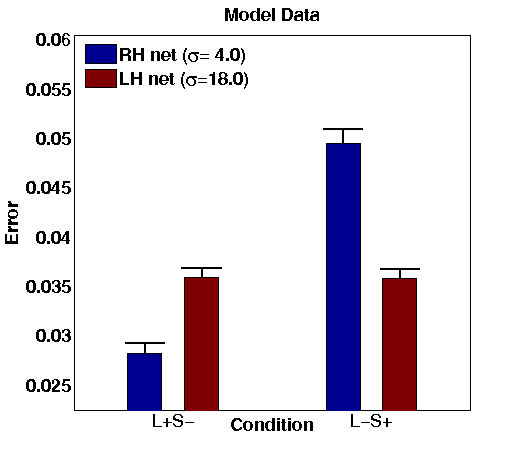 Model Data
0.06
0.055
0.05
0.045
0.04
0.035
0.03
0.025
Error
RH net (σ= 4.0)
LH net (σ=18.0)
L+S−
L−S+
Condition